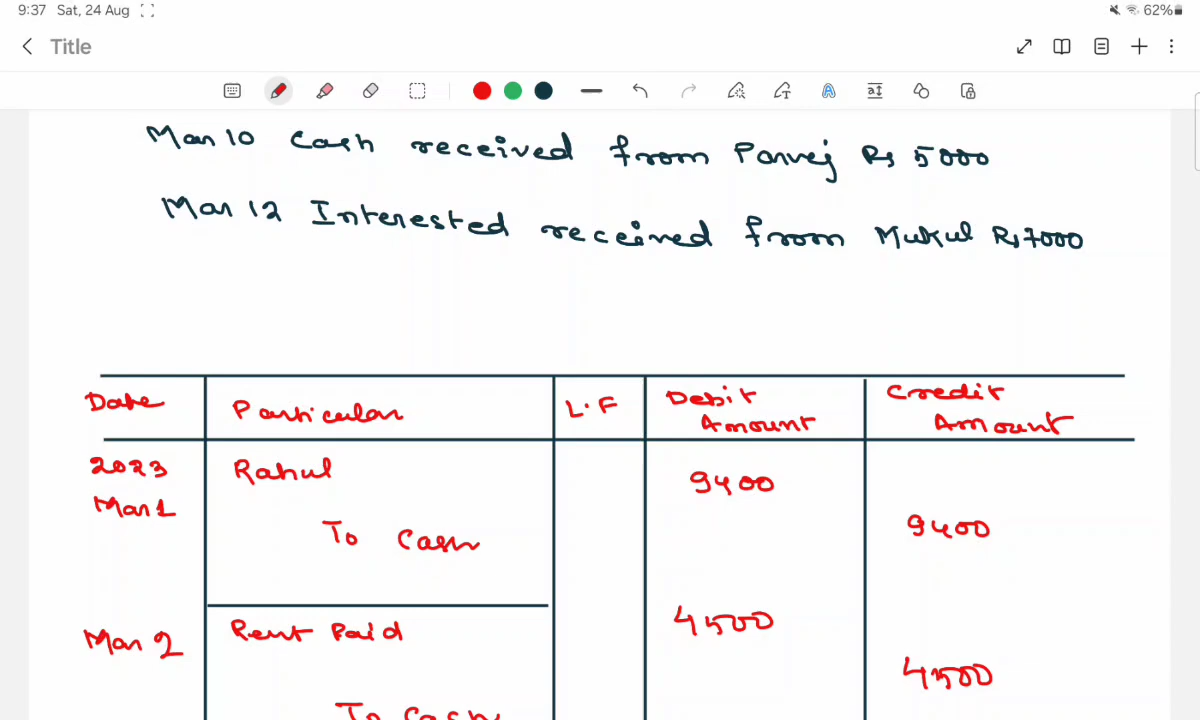 9:37 Sat, 24 Aug
62%
Title
Mar 10 Cash received from Parvej Rs 5000
Mar 12 Interested received from Mukul Rs 7000
Date Particular L.F Debit Amount Credit Amount
2023 Rahul 9400
Mar 1
To Cash 9400
Mar 2 Rent Paid 4500
4500
To Cash